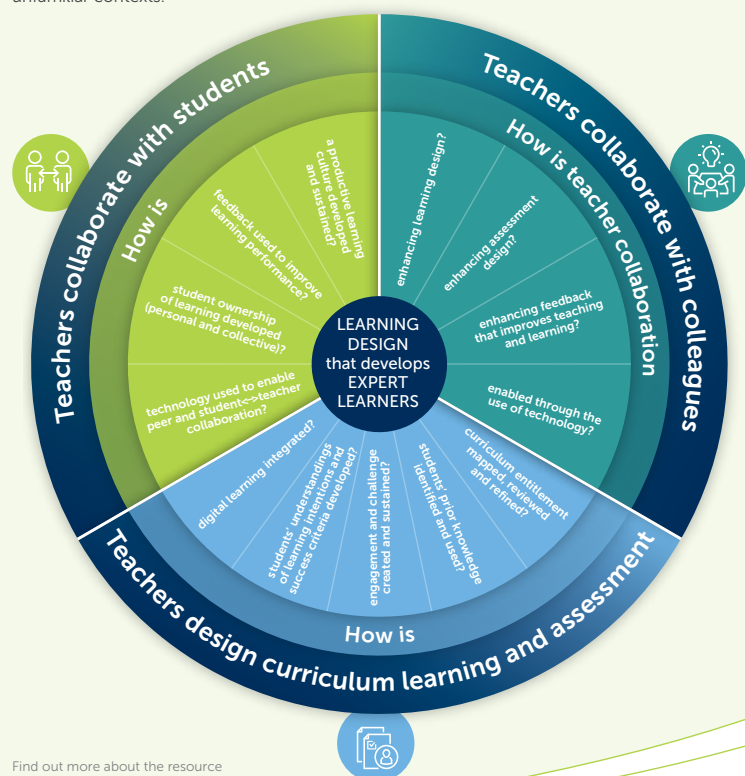 unfamiliar contexts.
Teachers collaborate with students
How is
technology used to enable
peer and student<->teacher
collaboration?
student ownership
of learning developed
(personal and collective)?
feedback used to improve
learning performance?
a productive learning
culture developed
and sustained?
Teachers collaborate with colleagues
How is teacher collaboration
enhancing learning design?
enhancing assessment
design?
enhancing feedback
that improves teaching
and learning?
enabled through the
use of technology?
LEARNING
DESIGN
that develops
EXPERT
LEARNERS
Teachers design curriculum learning and assessment
How is
digital learning integrated?
students' understandings
of learning intentions and
success criteria developed?
engagement and challenge
created and sustained?
students' prior knowledge
identified and used?
curriculum entitlement
mapped, reviewed
and refined?
Find out more about the resource